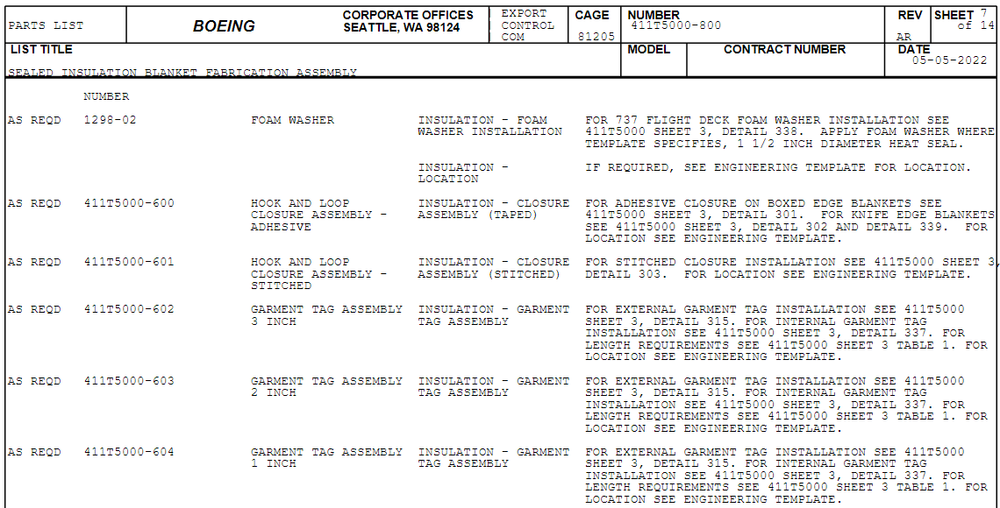 PARTS LIST
BOEING
CORPORATE OFFICES
SEATTLE, WA 98124
EXPORT
CONTROL
COM
CAGE
81205
NUMBER
411T5000-800
REV
AR
SHEET 7
of 14
LIST TITLE
SEALED INSULATION BLANKET FABRICATION ASSEMBLY
MODEL
CONTRACT NUMBER
DATE
05-05-2022
NUMBER
AS REQD 1298-02 FOAM WASHER INSULATION - FOAM FOR 737 FLIGHT DECK FOAM WASHER INSTALLATION SEE
WASHER INSTALLATION 411T5000 SHEET 3, DETAIL 338. APPLY FOAM WASHER WHERE
TEMPLATE SPECIFIES, 1 1/2 INCH DIAMETER HEAT SEAL.
INSULATION - IF REQUIRED, SEE ENGINEERING TEMPLATE FOR LOCATION.
LOCATION
AS REQD 411T5000-600 HOOK AND LOOP INSULATION - CLOSURE FOR ADHESIVE CLOSURE ON BOXED EDGE BLANKETS SEE
CLOSURE ASSEMBLY - ASSEMBLY (TAPED) 411T5000 SHEET 3, DETAIL 301. FOR KNIFE EDGE BLANKETS
ADHESIVE SEE 411T5000 SHEET 3, DETAIL 302 AND DETAIL 339. FOR
LOCATION SEE ENGINEERING TEMPLATE.
AS REQD 411T5000-601 HOOK AND LOOP INSULATION - CLOSURE FOR STITCHED CLOSURE INSTALLATION SEE 411T5000 SHEET 3,
CLOSURE ASSEMBLY - ASSEMBLY (STITCHED) DETAIL 303. FOR LOCATION SEE ENGINEERING TEMPLATE.
STITCHED
AS REQD 411T5000-602 GARMENT TAG ASSEMBLY INSULATION - GARMENT FOR EXTERNAL GARMENT TAG INSTALLATION SEE 411T5000
3 INCH TAG ASSEMBLY SHEET 3, DETAIL 315. FOR INTERNAL GARMENT TAG
INSTALLATION SEE 411T5000 SHEET 3, DETAIL 337. FOR
LENGTH REQUIREMENTS SEE 411T5000 SHEET 3 TABLE 1. FOR
LOCATION SEE ENGINEERING TEMPLATE.
AS REQD 411T5000-603 GARMENT TAG ASSEMBLY INSULATION - GARMENT FOR EXTERNAL GARMENT TAG INSTALLATION SEE 411T5000
2 INCH TAG ASSEMBLY SHEET 3, DETAIL 315. FOR INTERNAL GARMENT TAG
INSTALLATION SEE 411T5000 SHEET 3, DETAIL 337. FOR
LENGTH REQUIREMENTS SEE 411T5000 SHEET 3 TABLE 1. FOR
LOCATION SEE ENGINEERING TEMPLATE.
AS REQD 411T5000-604 GARMENT TAG ASSEMBLY INSULATION - GARMENT FOR EXTERNAL GARMENT TAG INSTALLATION SEE 411T5000
1 INCH TAG ASSEMBLY SHEET 3, DETAIL 315. FOR INTERNAL GARMENT TAG
INSTALLATION SEE 411T5000 SHEET 3, DETAIL 337. FOR
LENGTH REQUIREMENTS SEE 411T5000 SHEET 3 TABLE 1. FOR
LOCATION SEE ENGINEERING TEMPLATE.